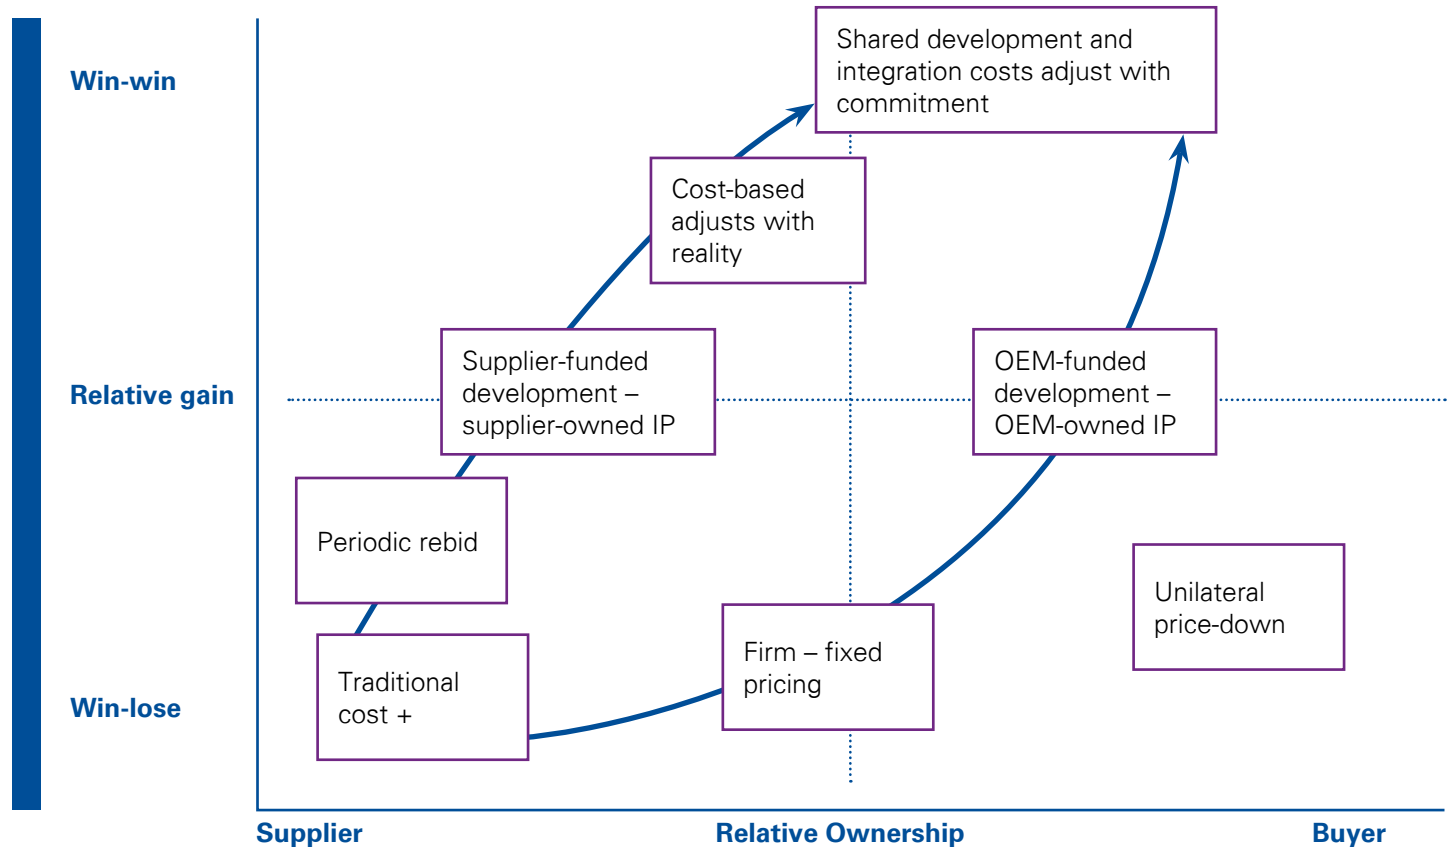 Win-win
Shared development and
integration costs adjust with
commitment
Cost-based
adjusts with
reality
Relative gain
Supplier-funded
development –
supplier-owned IP
OEM-funded
development –
OEM-owned IP
Periodic rebid
Unilateral
price-down
Firm – fixed
pricing
Traditional
cost +
Win-lose
Supplier
Relative Ownership
Buyer